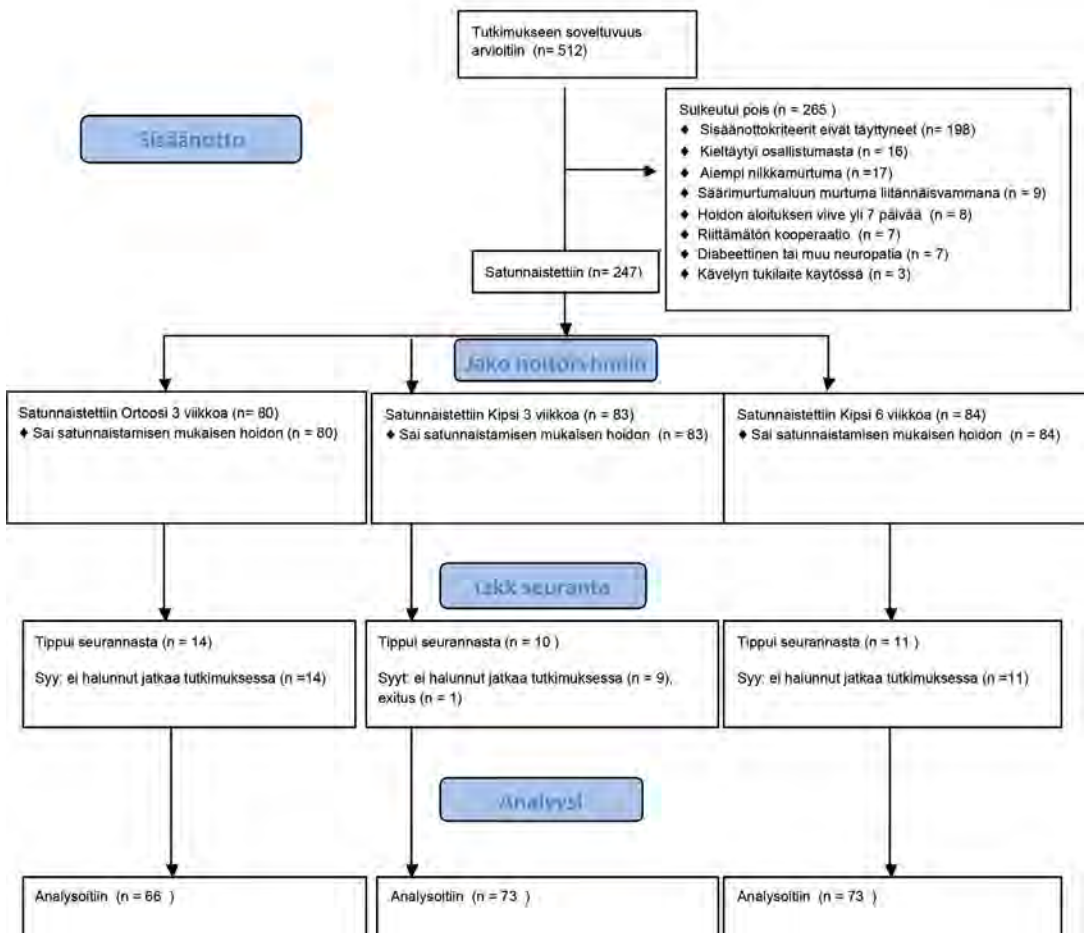 Tutkimukseen soveltuvuus
arvioitiin (n= 512)
Sisäänotto
Sulkeutui pois (n = 265 )
♦ Sisäänottokriteerit eivät täyttyneet (n= 198)
♦ Kieltäytyi osallistumasta (n = 16)
♦ Aiempi nilkkamurtuma (n =17)
♦ Säärimurtumaluun murtuma liitännäisvammana (n = 9)
♦ Hoidon aloituksen viive yli 7 päivää (n = 8)
♦ Riittämätön kooperaatio (n = 7)
♦ Diabeettinen tai muu neuropatia (n = 7)
♦ Kävelyn tukilaite käytössä (n = 3)
Satunnaistettiin (n= 247)
Jako hoitoryhmiin
Satunnaistettiin Ortoosi 3 viikkoa (n= 80)
♦ Sai satunnaistamisen mukaisen hoidon (n = 80)
Satunnaistettiin Kipsi 3 viikkoa (n = 83)
♦ Sai satunnaistamisen mukaisen hoidon (n = 83)
Satunnaistettiin Kipsi 6 viikkoa (n = 84)
♦ Sai satunnaistamisen mukaisen hoidon (n = 84)
12kk seuranta
Tippui seurannasta (n = 14)
Syy: ei halunnut jatkaa tutkimuksessa (n =14)
Tippui seurannasta (n = 10 )
Syyt: ei halunnut jatkaa tutkimuksessa (n = 9),
exitus (n = 1)
Tippui seurannasta (n = 11 )
Syy: ei halunnut jatkaa tutkimuksessa (n =11)
Analyysi
Analysoitiin (n = 66 )
Analysoitiin (n = 73 )
Analysoitiin (n = 73 )